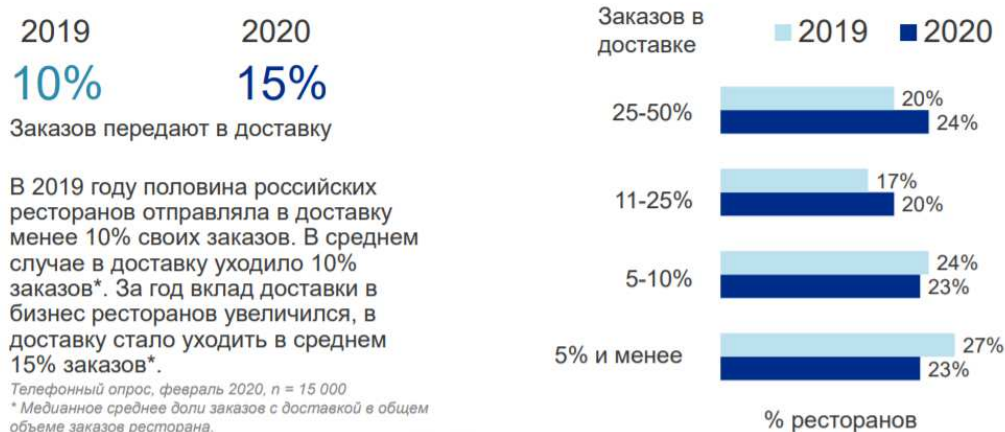 2019 2020
10% 15%
Заказов передают в доставку
В 2019 году половина российских
ресторанов отправляла в доставку
менее 10% своих заказов. В среднем
случае в доставку уходило 10%
заказов*. За год вклад доставки в
бизнес ресторанов увеличился, в
доставку стало уходить в среднем
15% заказов*.
Телефонный опрос, февраль 2020, n = 15 000
* Медианное среднее доли заказов с доставкой в общем
объеме заказов ресторана.
Заказов в
доставке
2019 2020
25-50% 20%
24%
11-25% 17%
20%
5-10% 24%
23%
5% и менее 27%
23%
% ресторанов